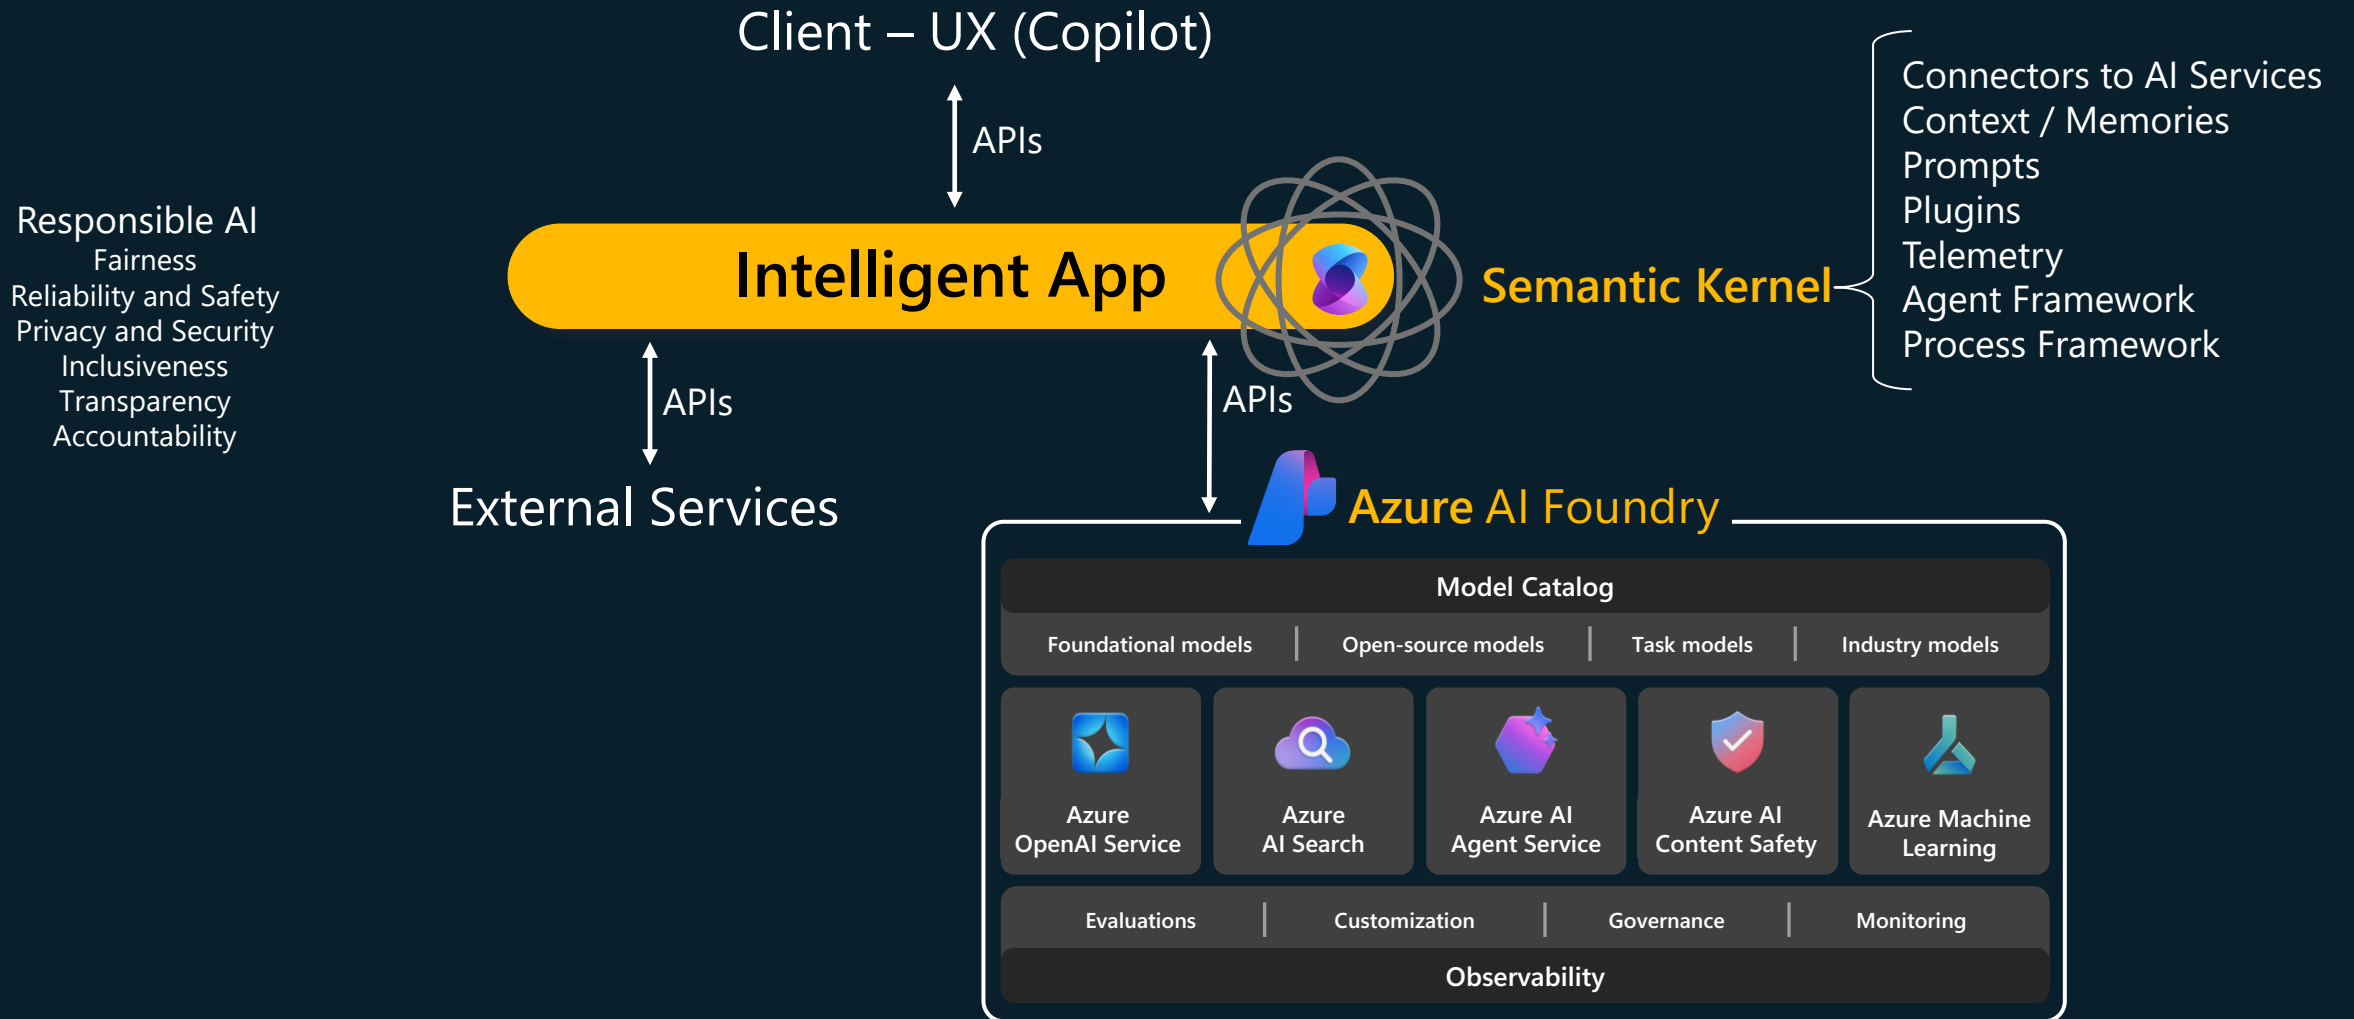 Client – UX (Copilot)
APIs
Responsible AI
Fairness
Reliability and Safety
Privacy and Security
Inclusiveness
Transparency
Accountability
Intelligent App
Semantic Kernel
Connectors to AI Services
Context / Memories
Prompts
Plugins
Telemetry
Agent Framework
Process Framework
APIs
APIs
External Services
Azure AI Foundry
Model Catalog
Foundational models
Open-source models
Task models
Industry models
Azure
OpenAI Service
Azure
AI Search
Azure AI
Agent Service
Azure AI
Content Safety
Azure Machine
Learning
Evaluations
Customization
Governance
Monitoring
Observability